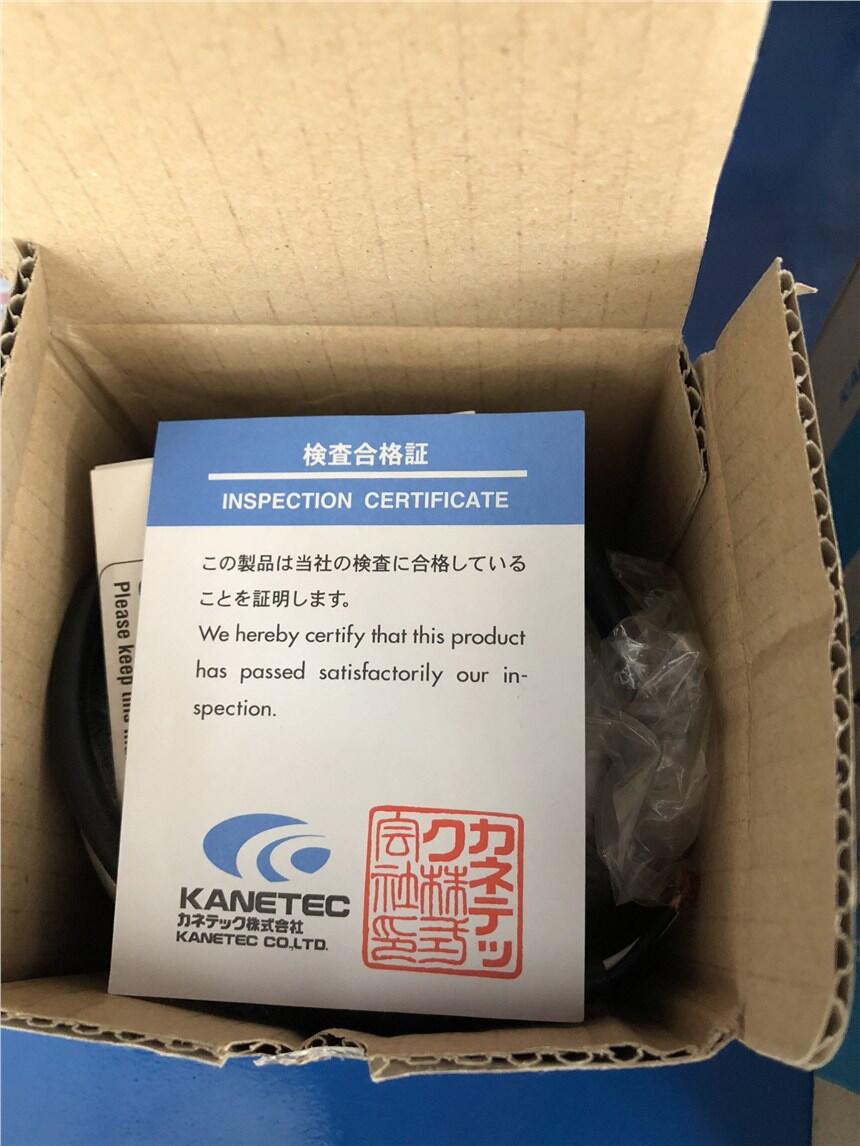 検査合格証
INSPECTION CERTIFICATE
この製品は当社の検査に合格している
ことを証明します。
We hereby certify that this product
has passed satisfactorily our in-
spection.
KANETEC
カネテック株式会社
KANETEC CO.,LTD.
カネテッ
ク株式
会社印
Please keep this